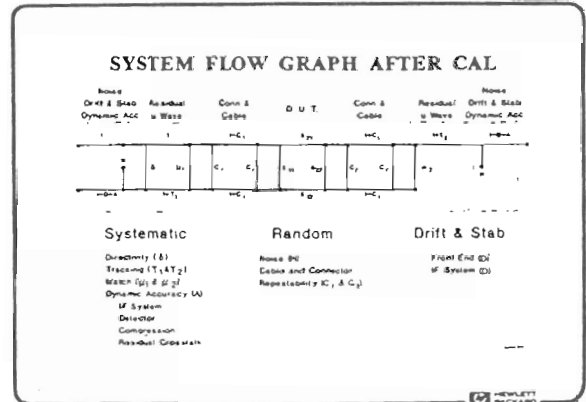 SYSTEM FLOW GRAPH AFTER CAL
Noise
Drift & Stab
Dynamic Acc
Residual
u Wave
Conn &
Cable
D U T
Conn &
Cable
Residual
u Wave
Noise
Drift & Stab
Dynamic Acc
Systematic
Directivity (δ)
Tracking (T₁ & T₂)
Match (μ₁ & μ₂)
Dynamic Accuracy (A)
IF System
Detector
Compression
Residual Crosstalk
Random
Noise (N)
Cable and Connector
Repeatability (C₁ & C₂)
Drift & Stab
Front End (D)
IF System (D)
HEWLETT
PACKARD